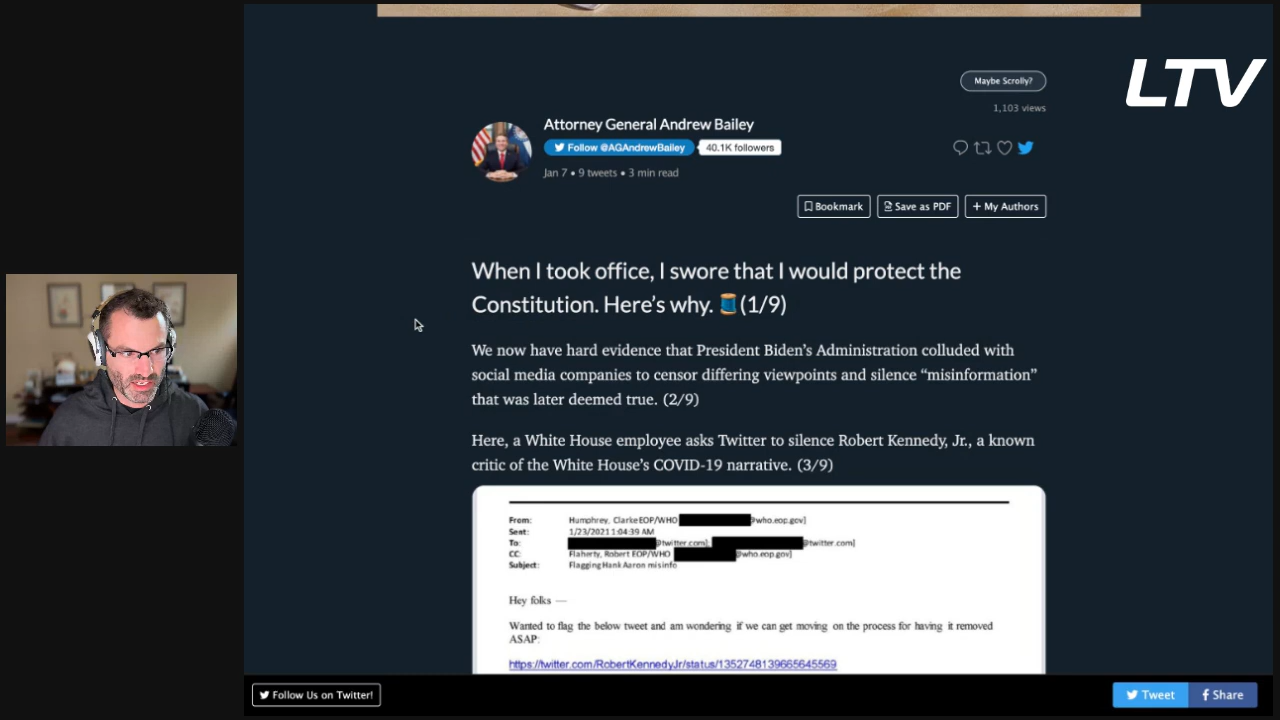 LTV
Maybe Scrolly?
1,103 views
Attorney General Andrew Bailey
Follow @AGAndrewBailey
40.1K followers
Jan 7 • 9 tweets • 3 min read
Bookmark
Save as PDF
+ My Authors
When I took office, I swore that I would protect the
Constitution. Here's why. 🧵(1/9)
We now have hard evidence that President Biden's Administration colluded with
social media companies to censor differing viewpoints and silence “misinformation”
that was later deemed true. (2/9)
Here, a White House employee asks Twitter to silence Robert Kennedy, Jr., a known
critic of the White House's COVID-19 narrative. (3/9)
From: Humphrey, Clarke EOP/WHO @who.eop.gov]
Sent: 1/23/2021 1:04:39 AM
To: @twitter.com]; @twitter.com]
CC: Flaherty, Robert EOP/WHO @who.eop.gov]
Subject: Flagging Hank Aaron misinfo
Hey folks —
Wanted to flag the below tweet and am wondering if we can get moving on the process for having it removed
ASAP:
https://twitter.com/RobertKennedyJr/status/1352748139665645569
Follow Us on Twitter!
Tweet
Share